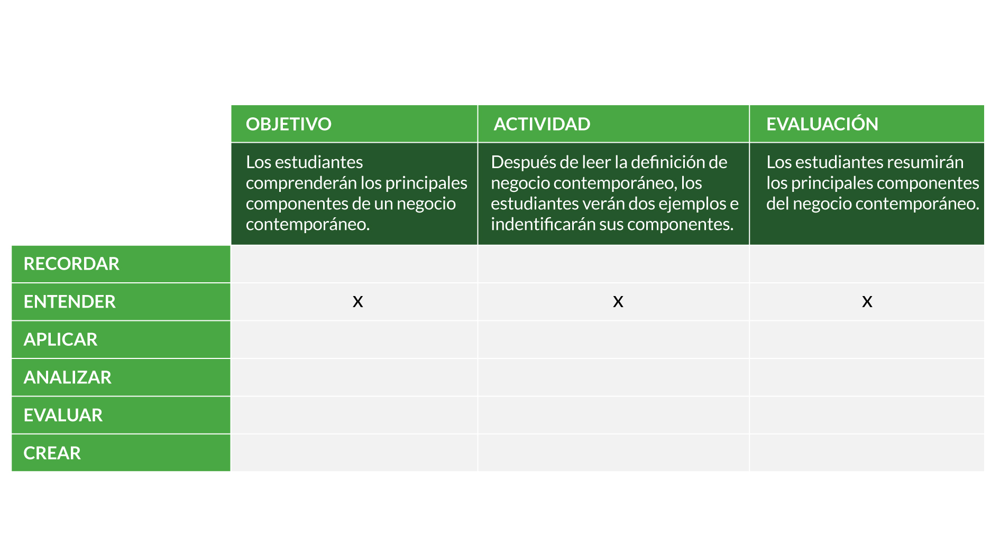 OBJETIVO
ACTIVIDAD
EVALUACIÓN
Los estudiantes
comprenderán los principales
componentes de un negocio
contemporáneo.
Después de leer la definición de
negocio contemporáneo, los
estudiantes verán dos ejemplos e
indentificarán sus componentes.
Los estudiantes resumirán
los principales componentes
del negocio contemporáneo.
RECORDAR
ENTENDER
x
x
x
APLICAR
ANALIZAR
EVALUAR
CREAR